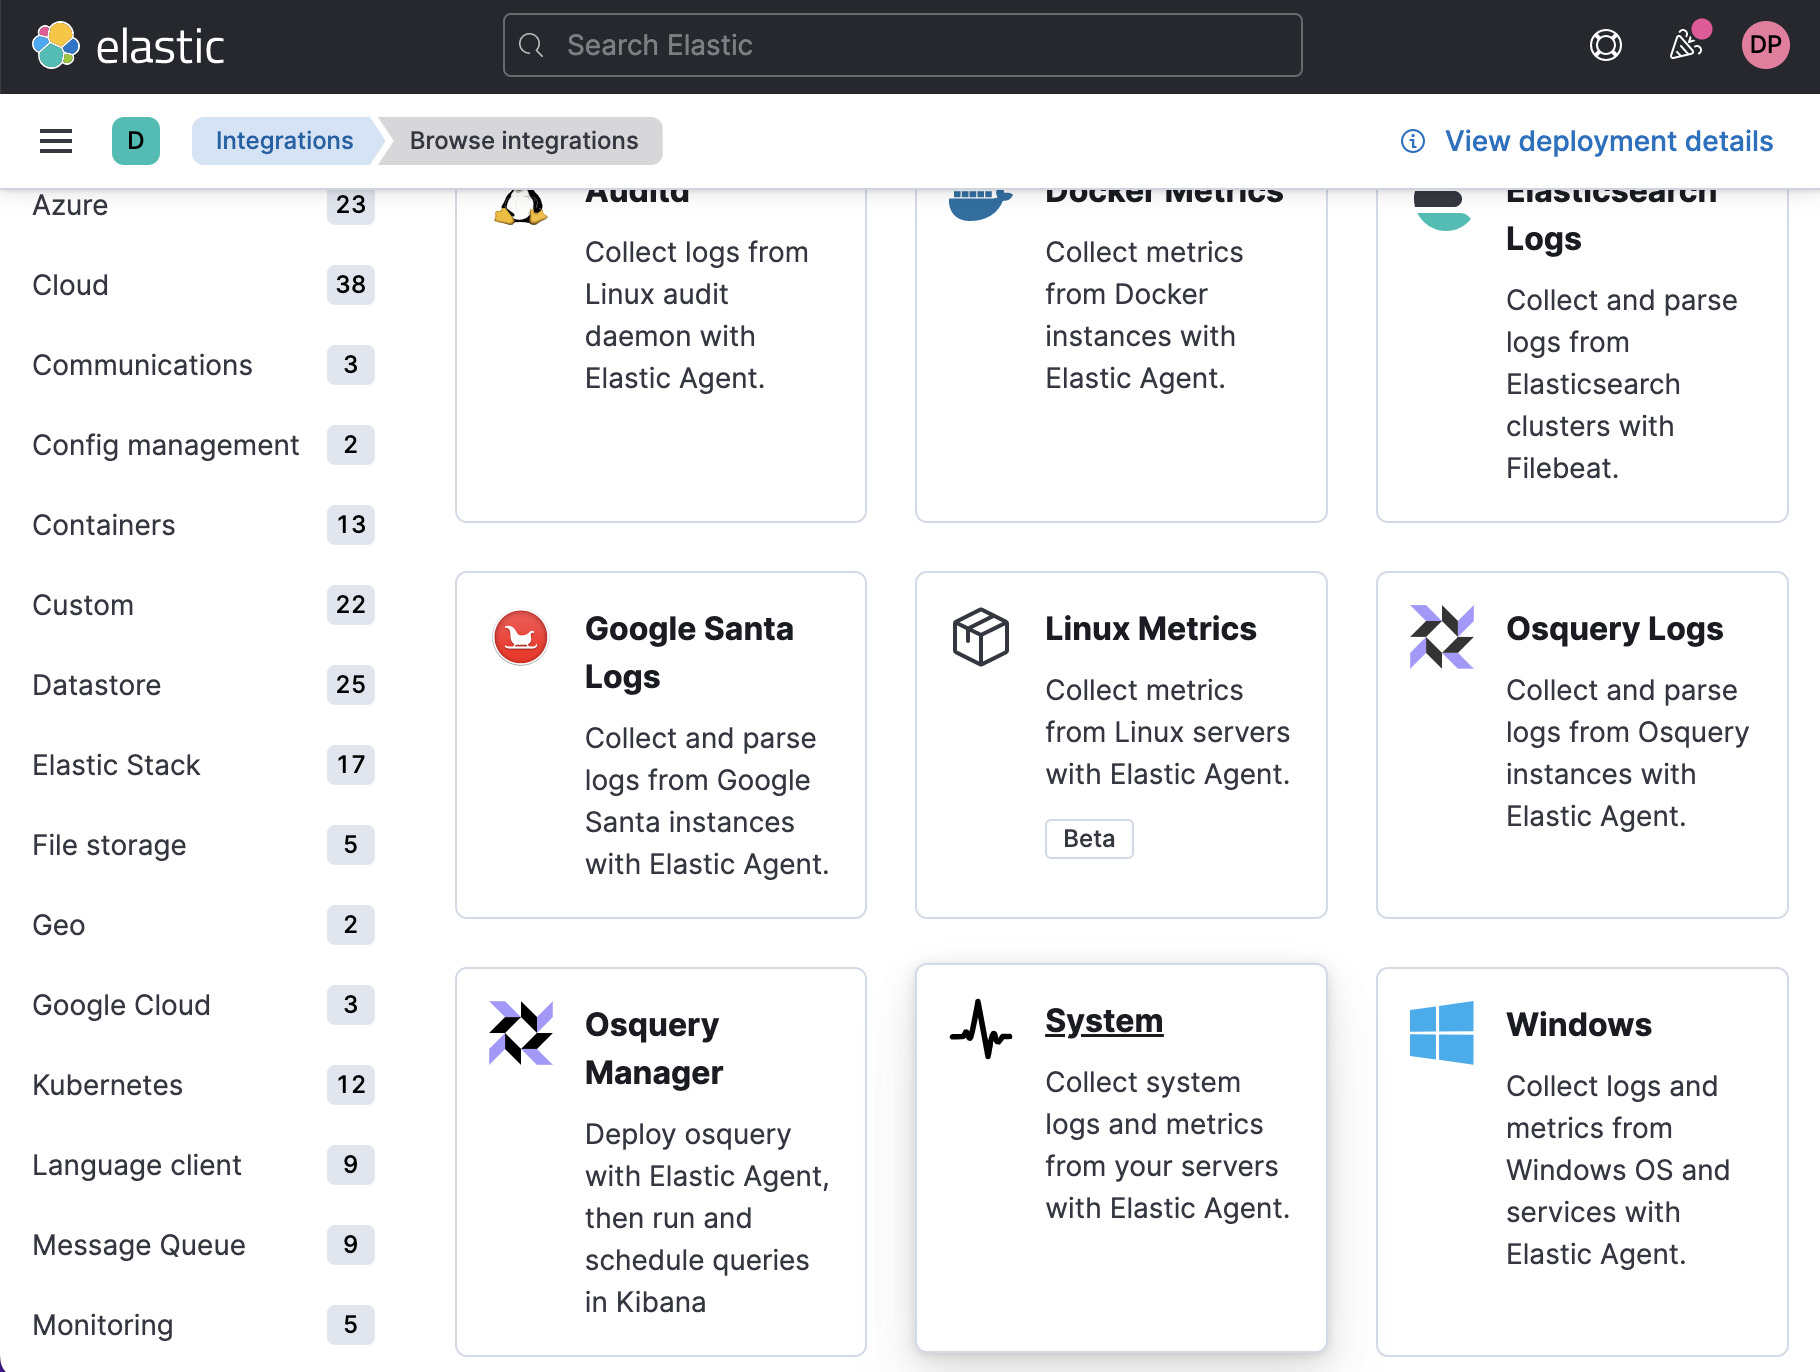 elastic
Search Elastic
DP
D
Integrations
Browse integrations
View deployment details
Azure 23
Cloud 38
Communications 3
Config management 2
Containers 13
Custom 22
Datastore 25
Elastic Stack 17
File storage 5
Geo 2
Google Cloud 3
Kubernetes 12
Language client 9
Message Queue 9
Monitoring 5
Auditd
Collect logs from
Linux audit
daemon with
Elastic Agent.
Docker Metrics
Collect metrics
from Docker
instances with
Elastic Agent.
Elasticsearch
Logs
Collect and parse
logs from
Elasticsearch
clusters with
Filebeat.
Google Santa
Logs
Collect and parse
logs from Google
Santa instances
with Elastic Agent.
Linux Metrics
Collect metrics
from Linux servers
with Elastic Agent.
Beta
Osquery Logs
Collect and parse
logs from Osquery
instances with
Elastic Agent.
Osquery
Manager
Deploy osquery
with Elastic Agent,
then run and
schedule queries
in Kibana
System
Collect system
logs and metrics
from your servers
with Elastic Agent.
Windows
Collect logs and
metrics from
Windows OS and
services with
Elastic Agent.